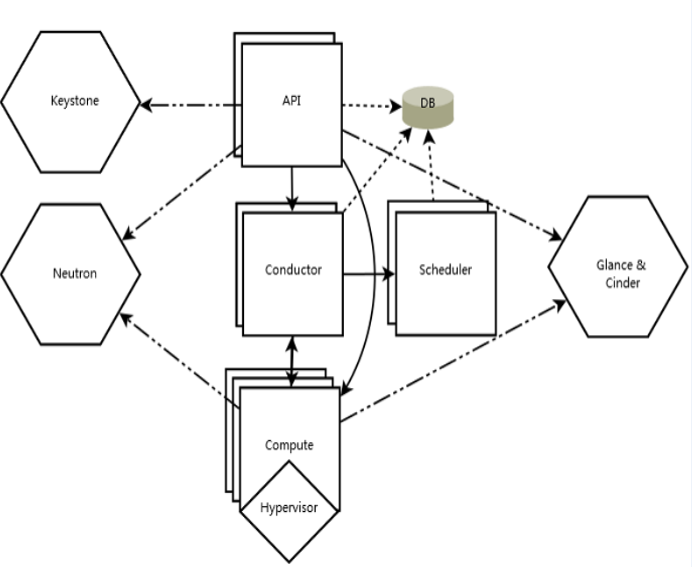 Keystone
API
DB
Neutron
Conductor
Scheduler
Glance &
Cinder
Compute
Hypervisor